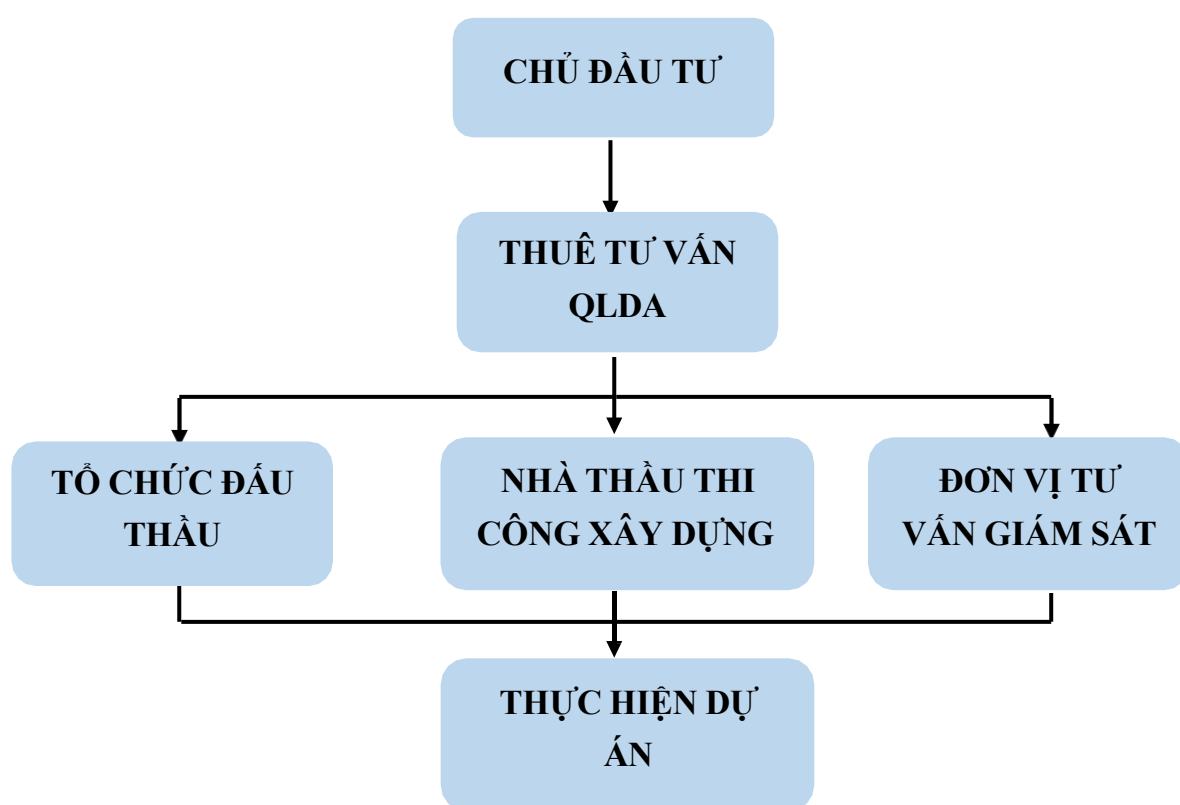 CHỦ ĐẦU TƯ
THUÊ TƯ VẤN
QLDA
TỔ CHỨC ĐẤU
THẦU
NHÀ THẦU THI
CÔNG XÂY DỰNG
ĐƠN VỊ TƯ
VẤN GIÁM SÁT
THỰC HIỆN DỰ
ÁN